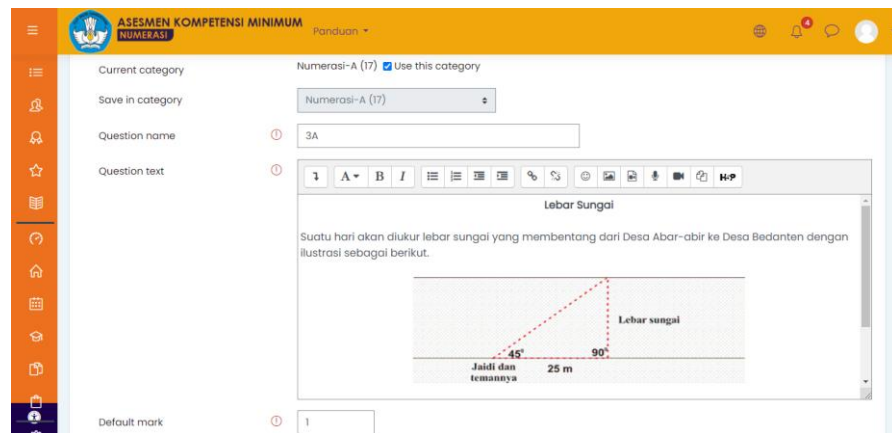 ASESMEN KOMPETENSI MINIMUM
NUMERASI
Panduan
4
Current category
Numerasi-A (17) Use this category
Save in category
Numerasi-A (17)
Question name
3A
Question text
A B I H-P
Lebar Sungai
Suatu hari akan diukur lebar sungai yang membentang dari Desa Abar-abir ke Desa Bedanten dengan
ilustrasi sebagai berikut.
Lebar sungai
45° 90°
Jaidi dan 25 m
temannya
Default mark
1